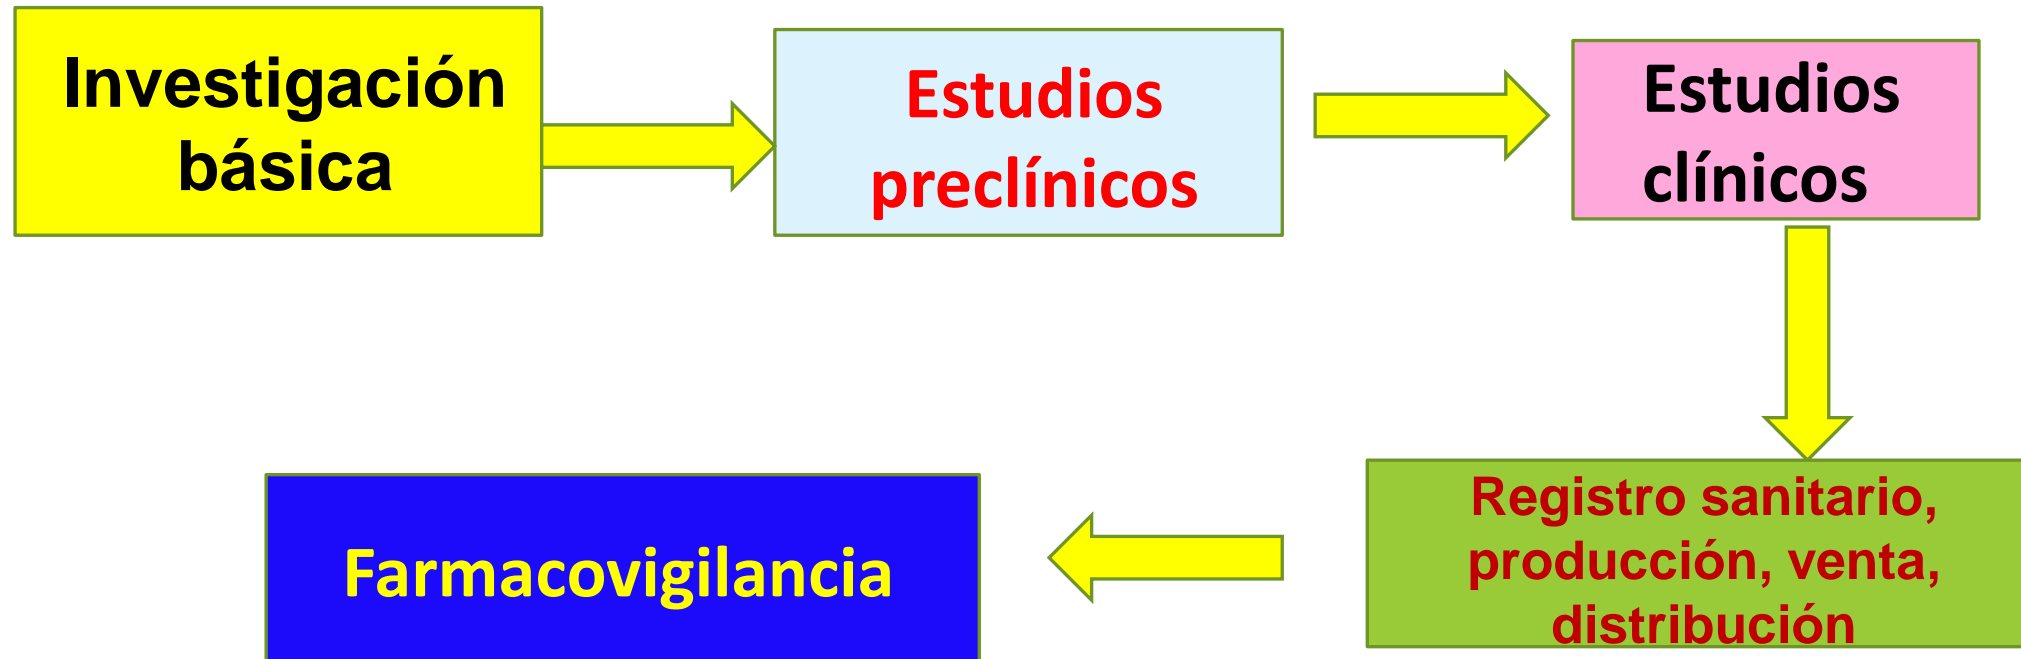 Investigación
básica
Estudios
preclínicos
Estudios
clínicos
Registro sanitario,
producción, venta,
distribución
Farmacovigilancia